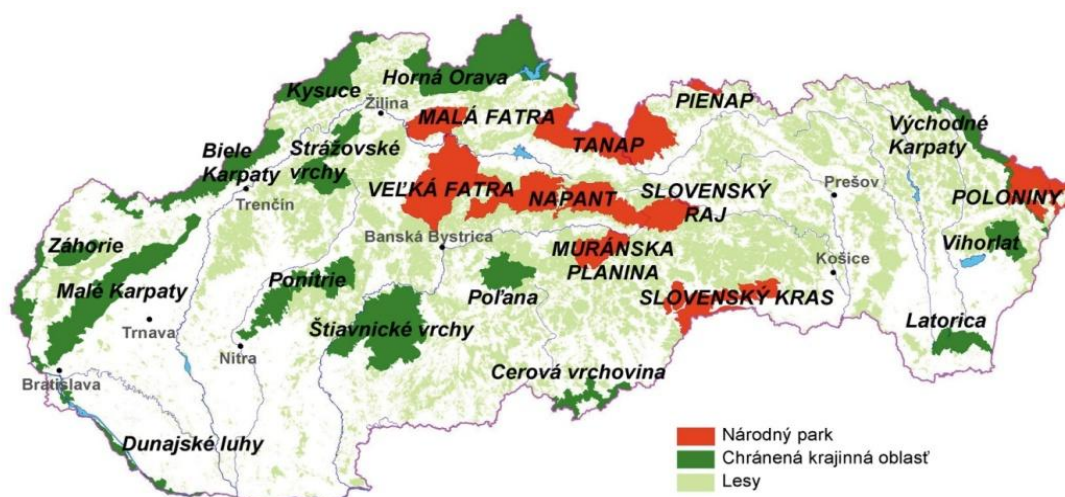 Horná Orava
Kysuce
Žilina
PIENAP
MALÁ FATRA
Východné
Karpaty
TANAP
Strážovské
vrchy
Biele
Karpaty
VEĽKÁ FATRA
NAPANT
SLOVENSKÝ
RAJ
Prešov
POLONINY
Trenčín
Banská Bystrica
Záhorie
MURÁNSKA
PLANINA
Vihorlat
Košice
Malé Karpaty
Ponitrie
Poľana
SLOVENSKÝ KRAS
Štiavnické vrchy
Trnava
Latorica
Nitra
Cerová vrchovina
Bratislava
Dunajské luhy
Národný park
Chránená krajinná oblasť
Lesy